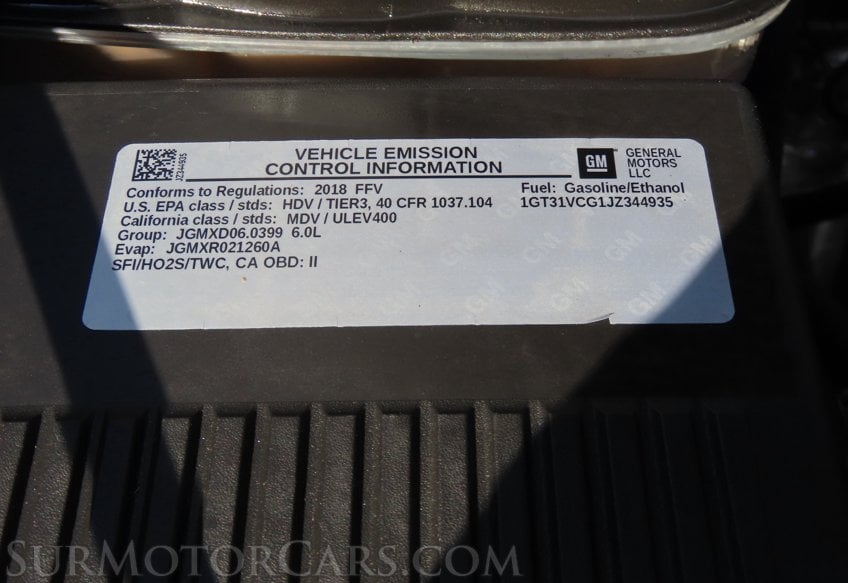 VEHICLE EMISSION
CONTROL INFORMATION
JZ344935
GM
GENERAL
MOTORS
LLC
Conforms to Regulations: 2018 FFV
Fuel: Gasoline/Ethanol
U.S. EPA class / stds: HDV / TIER3, 40 CFR 1037.104
1GT31VCG1JZ344935
California class / stds: MDV / ULEV400
Group: JGMXD06.0399 6.0L
Evap: JGMXR021260A
SFI/HO2S/TWC, CA OBD: II
SurMotorCars.com